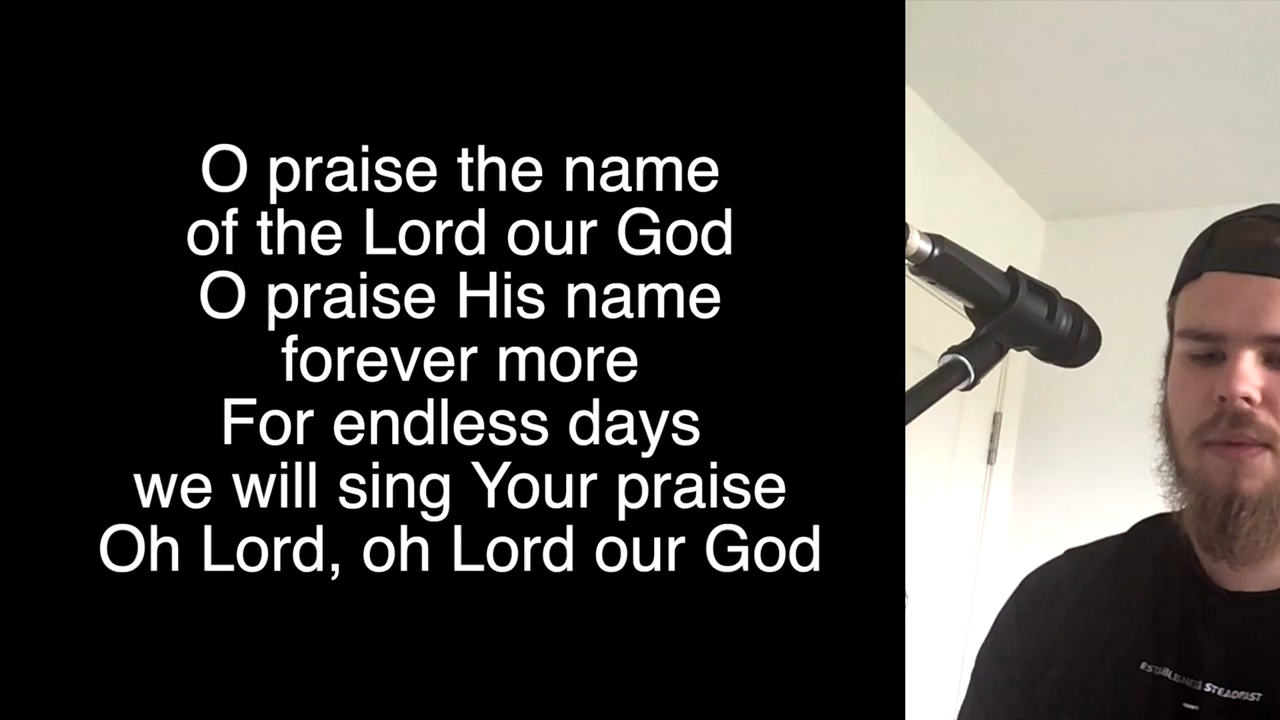 O praise the name
of the Lord our God
O praise His name
forever more
For endless days
we will sing Your praise
Oh Lord, oh Lord our God
ESTABLISHED STEADFAST